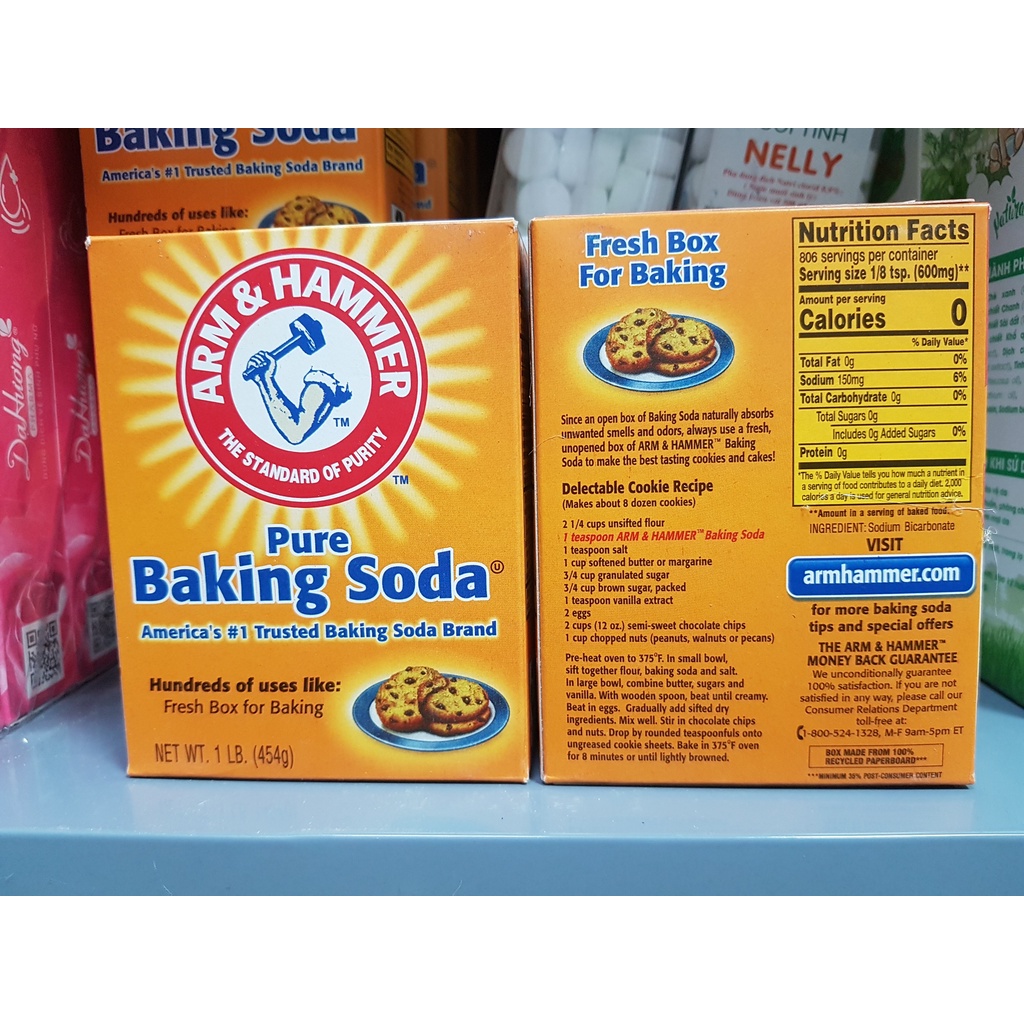 Baking Soda
America's #1 Trusted Baking Soda Brand
Hundreds of uses like:
Fresh Box for Baking
NELLY
DaHương
DaHương
ARM & HAMMER
™
THE STANDARD OF PURITY
™
Pure
Baking Soda
America's #1 Trusted Baking Soda Brand
Hundreds of uses like:
Fresh Box for Baking
NET WT. 1 LB. (454g)
Fresh Box
For Baking
Since an open box of Baking Soda naturally absorbs
unwanted smells and odors, always use a fresh,
unopened box of ARM & HAMMER™ Baking
Soda to make the best tasting cookies and cakes!
Delectable Cookie Recipe
(Makes about 8 dozen cookies)
2 1/4 cups unsifted flour
1 teaspoon ARM & HAMMER™ Baking Soda
1 teaspoon salt
1 cup softened butter or margarine
3/4 cup granulated sugar
3/4 cup brown sugar, packed
1 teaspoon vanilla extract
2 eggs
2 cups (12 oz.) semi-sweet chocolate chips
1 cup chopped nuts (peanuts, walnuts or pecans)
Pre-heat oven to 375°F. In small bowl,
sift together flour, baking soda and salt.
In large bowl, combine butter, sugars and
vanilla. With wooden spoon, beat until creamy.
Beat in eggs. Gradually add sifted dry
ingredients. Mix well. Stir in chocolate chips
and nuts. Drop by rounded teaspoonfuls onto
ungreased cookie sheets. Bake in 375°F oven
for 8 minutes or until lightly browned.
Nutrition Facts
806 servings per container
Serving size 1/8 tsp. (600mg)**
Amount per serving
Calories 0
% Daily Value*
Total Fat 0g 0%
Sodium 150mg 6%
Total Carbohydrate 0g 0%
Total Sugars 0g
Includes 0g Added Sugars 0%
Protein 0g
*The % Daily Value tells you how much a nutrient in
a serving of food contributes to a daily diet. 2,000
calories a day is used for general nutrition advice.
**Amount in a serving of baked food.
INGREDIENT: Sodium Bicarbonate
VISIT
armhammer.com
for more baking soda
tips and special offers
THE ARM & HAMMER™
MONEY BACK GUARANTEE
We unconditionally guarantee
100% satisfaction. If you are not
satisfied in any way, please call our
Consumer Relations Department
toll-free at:
1-800-524-1328, M-F 9am-5pm ET
BOX MADE FROM 100%
RECYCLED PAPERBOARD***
***MINIMUM 35% POST-CONSUMER CONTENT